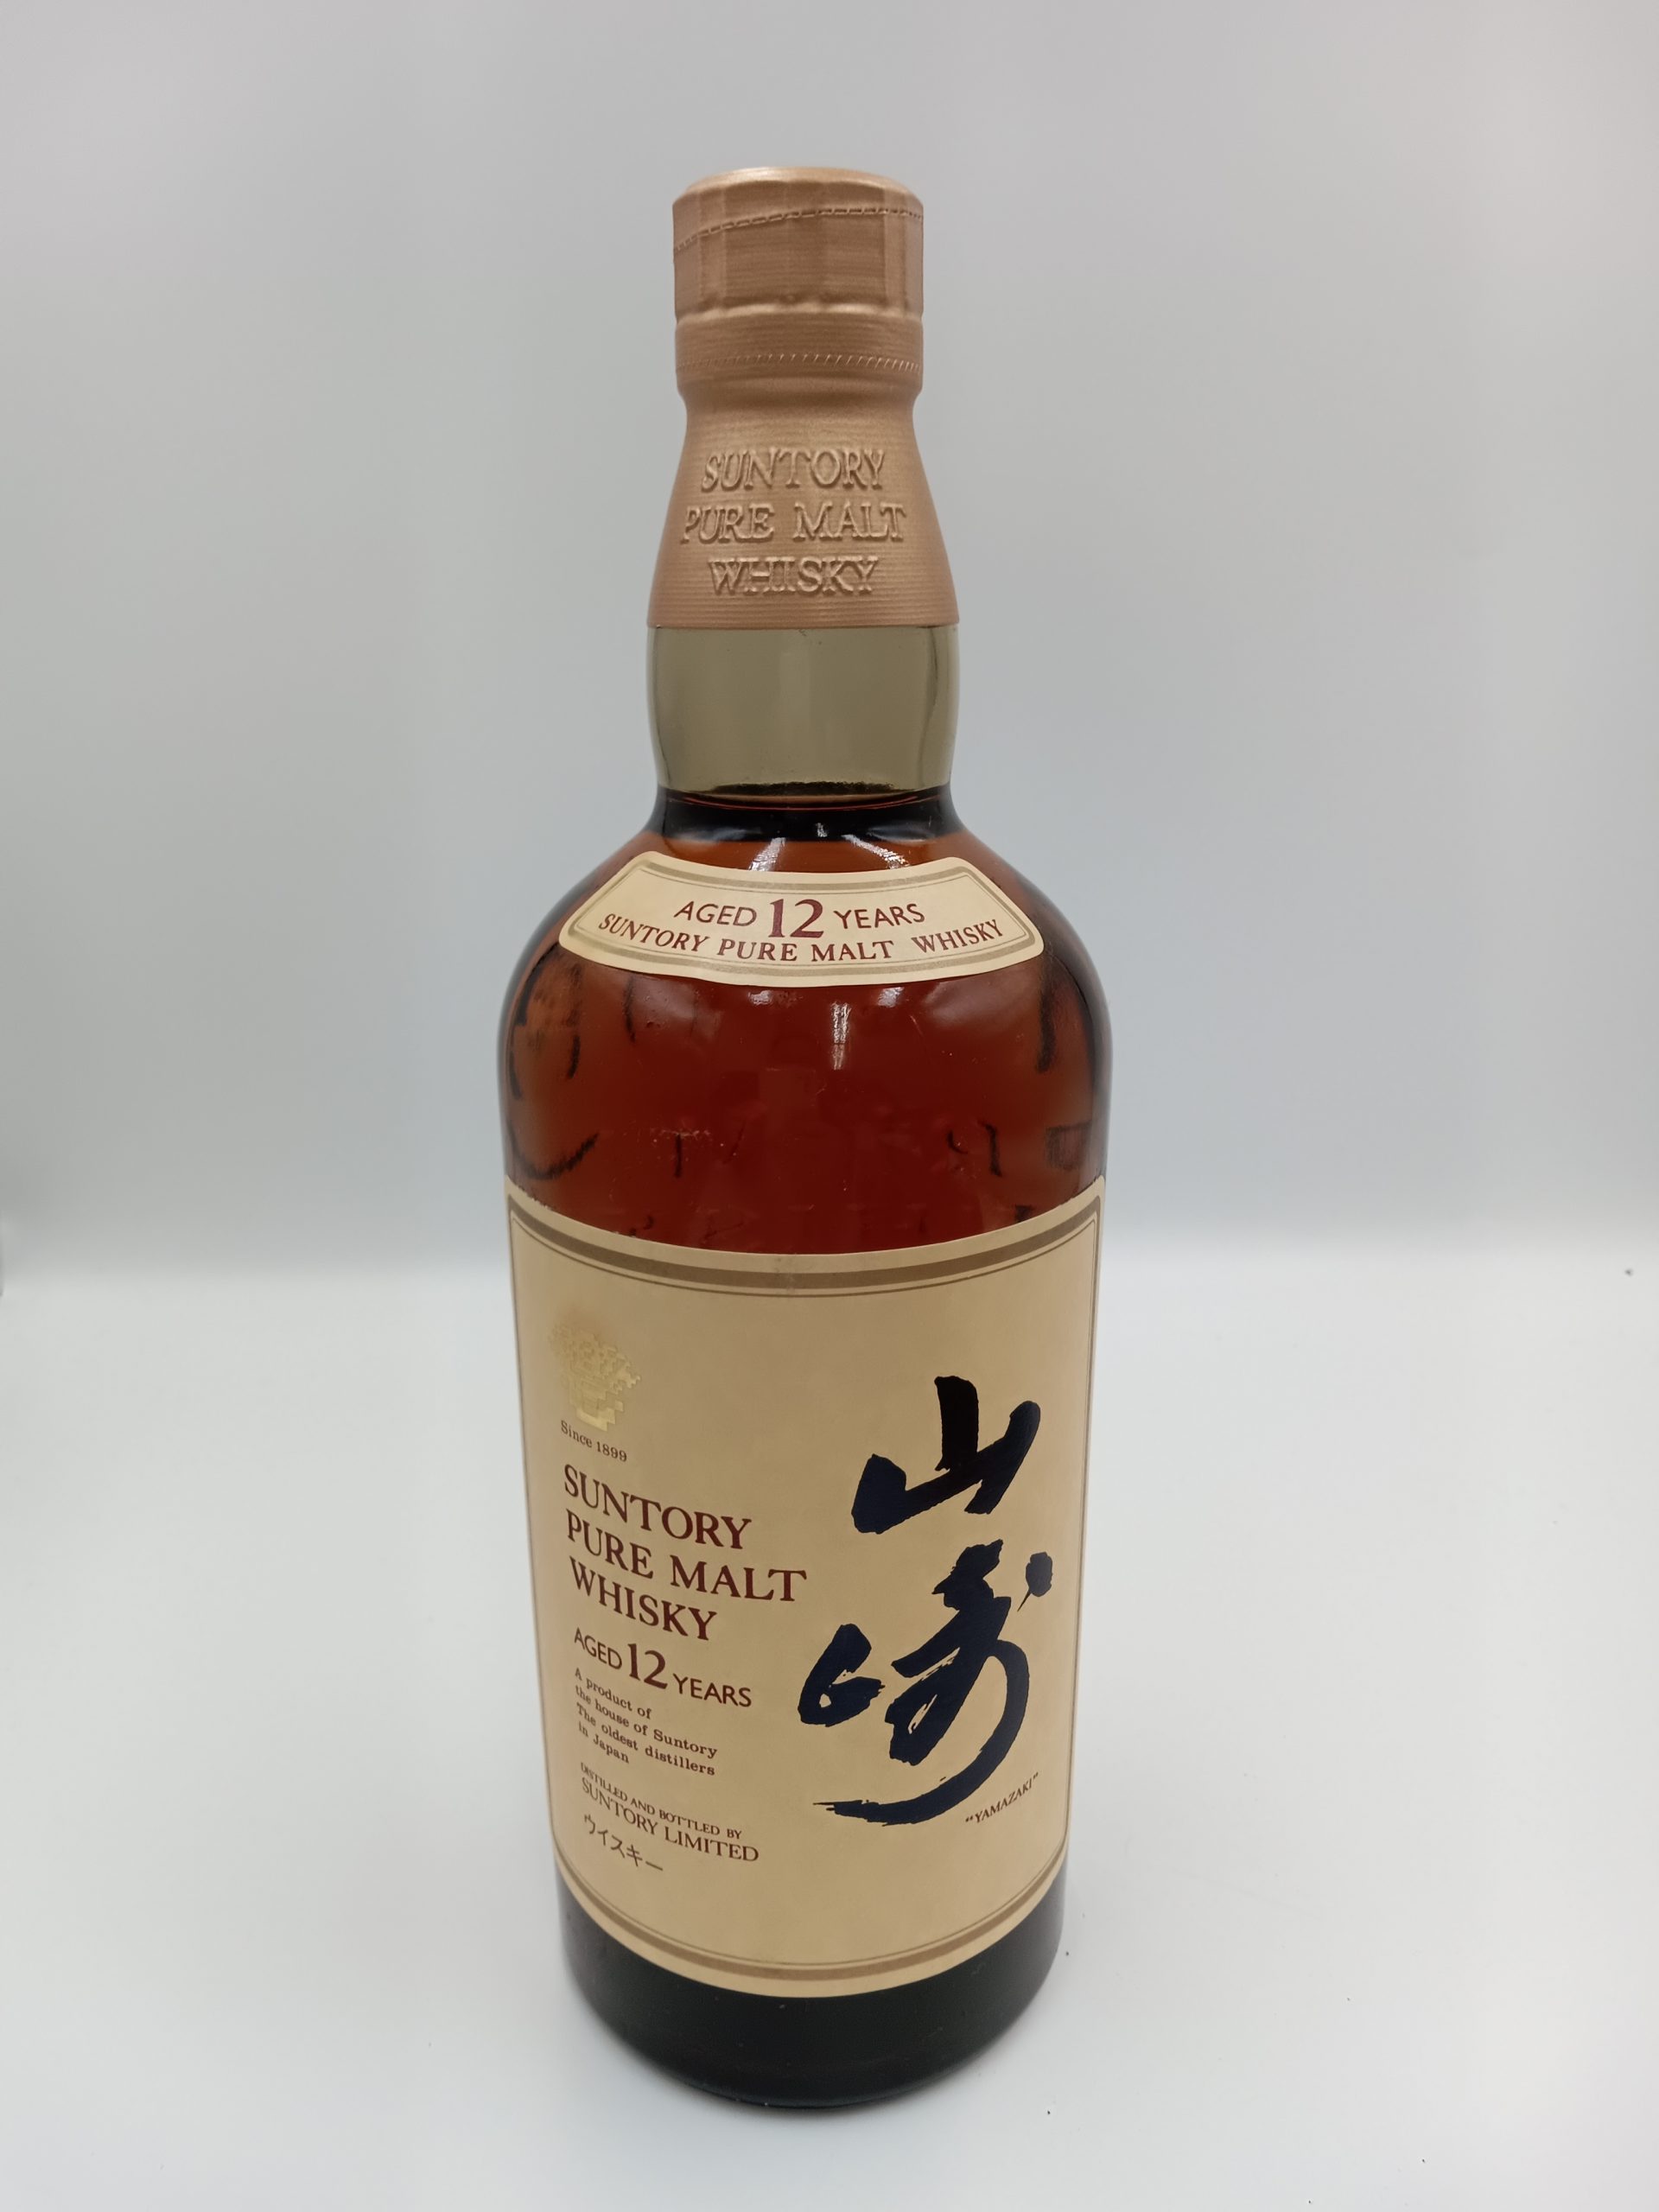 SUNTORY
PURE MALT
WHISKY
AGED 12 YEARS
SUNTORY PURE MALT WHISKY
Since 1899
SUNTORY
PURE MALT
WHISKY
AGED 12 YEARS
A product of
the house of Suntory
The oldest distillers
in Japan
DISTILLED AND BOTTLED BY
SUNTORY LIMITED
ウイスキー
山崎
"YAMAZAKI"